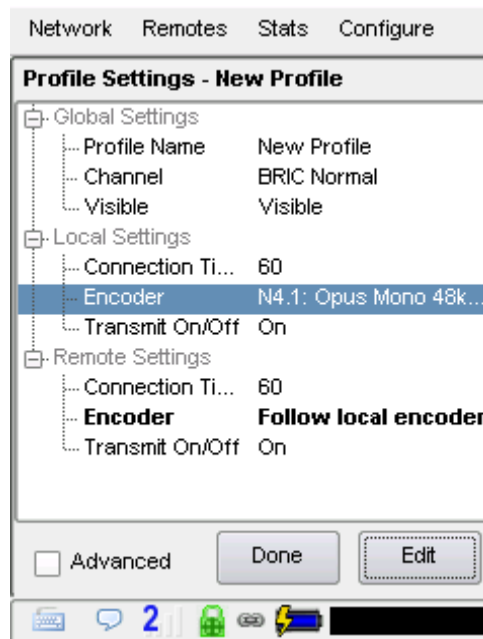 Network Remotes Stats Configure
Profile Settings - New Profile
Global Settings
Profile Name New Profile
Channel BRIC Normal
Visible Visible
Local Settings
Connection Ti... 60
Encoder N4.1: Opus Mono 48k...
Transmit On/Off On
Remote Settings
Connection Ti... 60
Encoder Follow local encoder
Transmit On/Off On
Advanced Done Edit
2